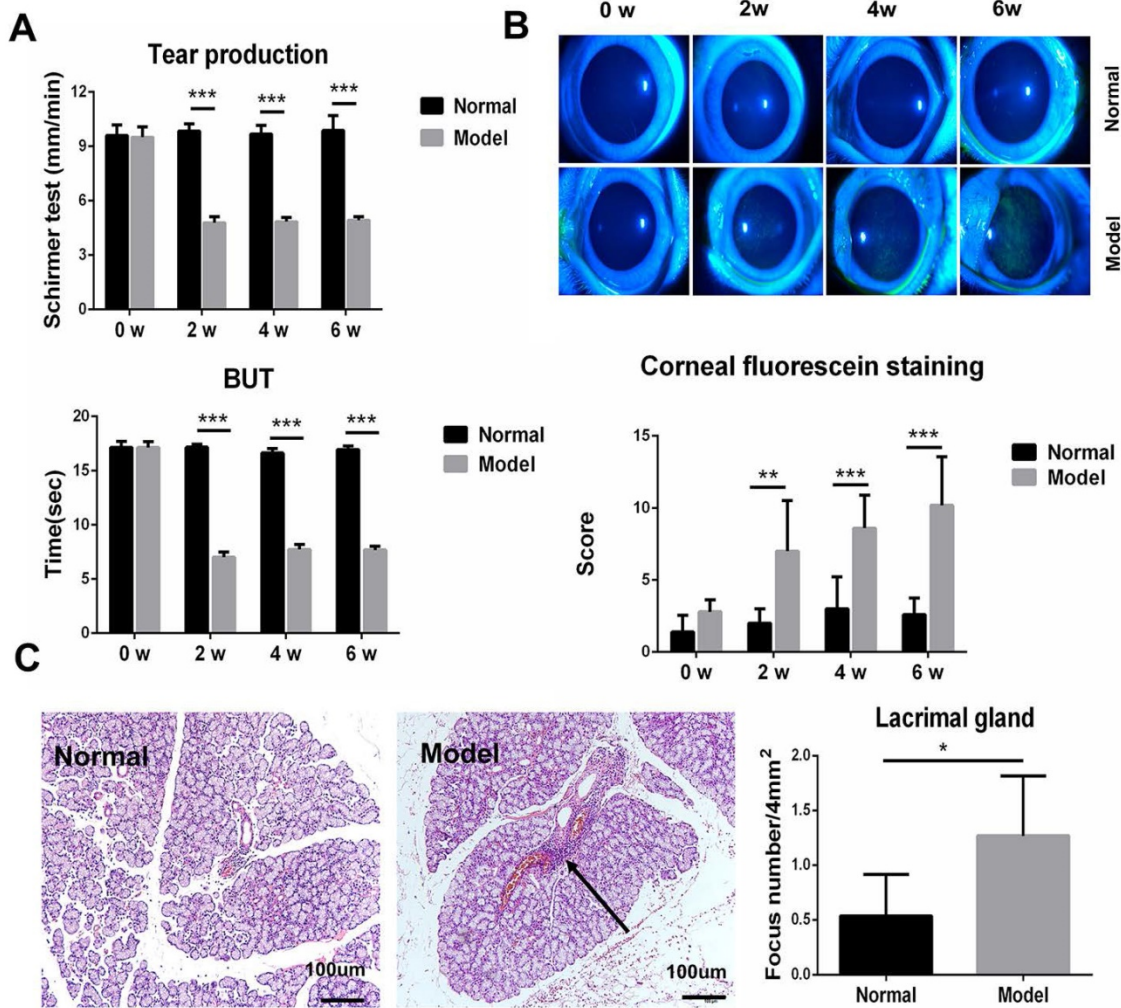 A
Tear production
Schirmer test (mm/min)
12
9
6
3
0
***
***
***
0 w
2 w
4 w
6 w
Normal
Model
B
0 w
2w
4w
6w
Normal
Model
BUT
Time(sec)
20
15
10
5
0
***
***
***
0 w
2 w
4 w
6 w
Normal
Model
Corneal fluorescein staining
Score
15
10
5
0
**
***
***
0 w
2 w
4 w
6 w
Normal
Model
C
Normal
100um
Model
100um
Lacrimal gland
Focus number/4mm²
2.0
1.5
1.0
0.5
0.0
*
Normal
Model